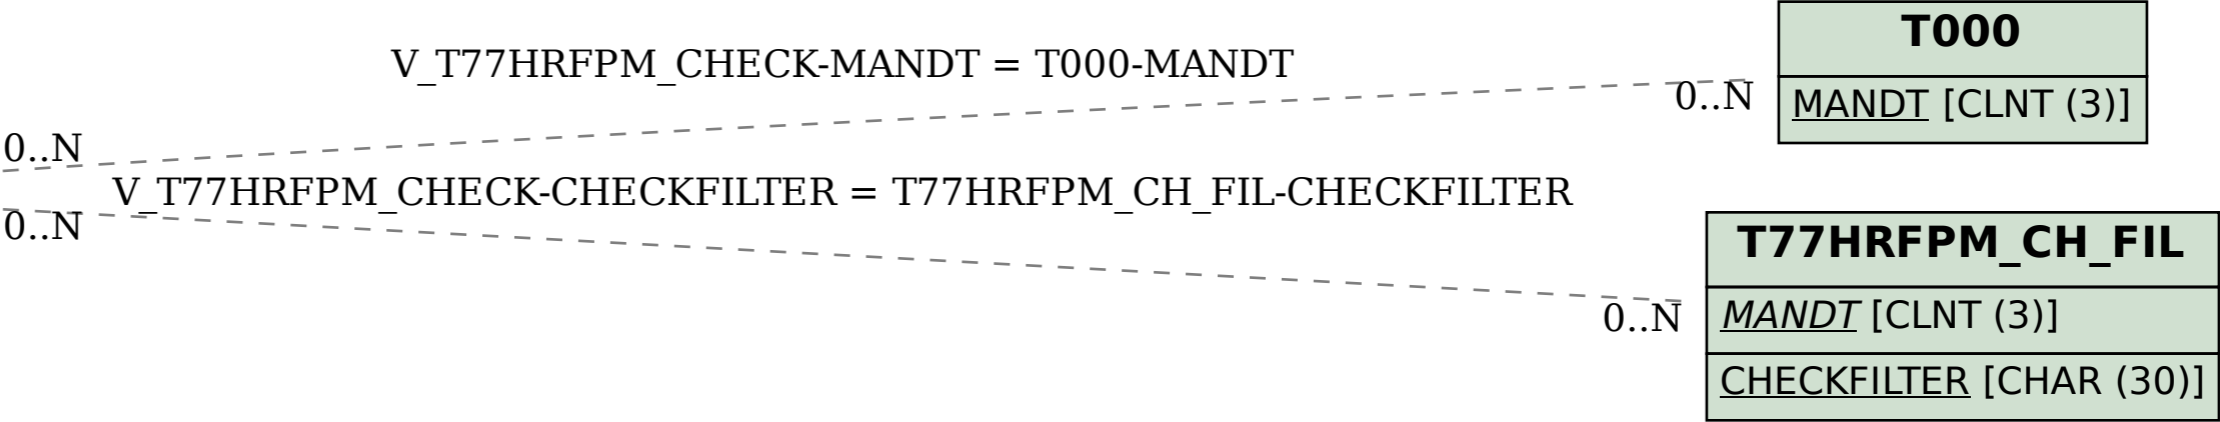 T000
V_T77HRFPM_CHECK-MANDT = T000-MANDT
0..N
MANDT [CLNT (3)]
0..N
V_T77HRFPM_CHECK-CHECKFILTER = T77HRFPM_CH_FIL-CHECKFILTER
0..N
T77HRFPM_CH_FIL
0..N
MANDT [CLNT (3)]
CHECKFILTER [CHAR (30)]